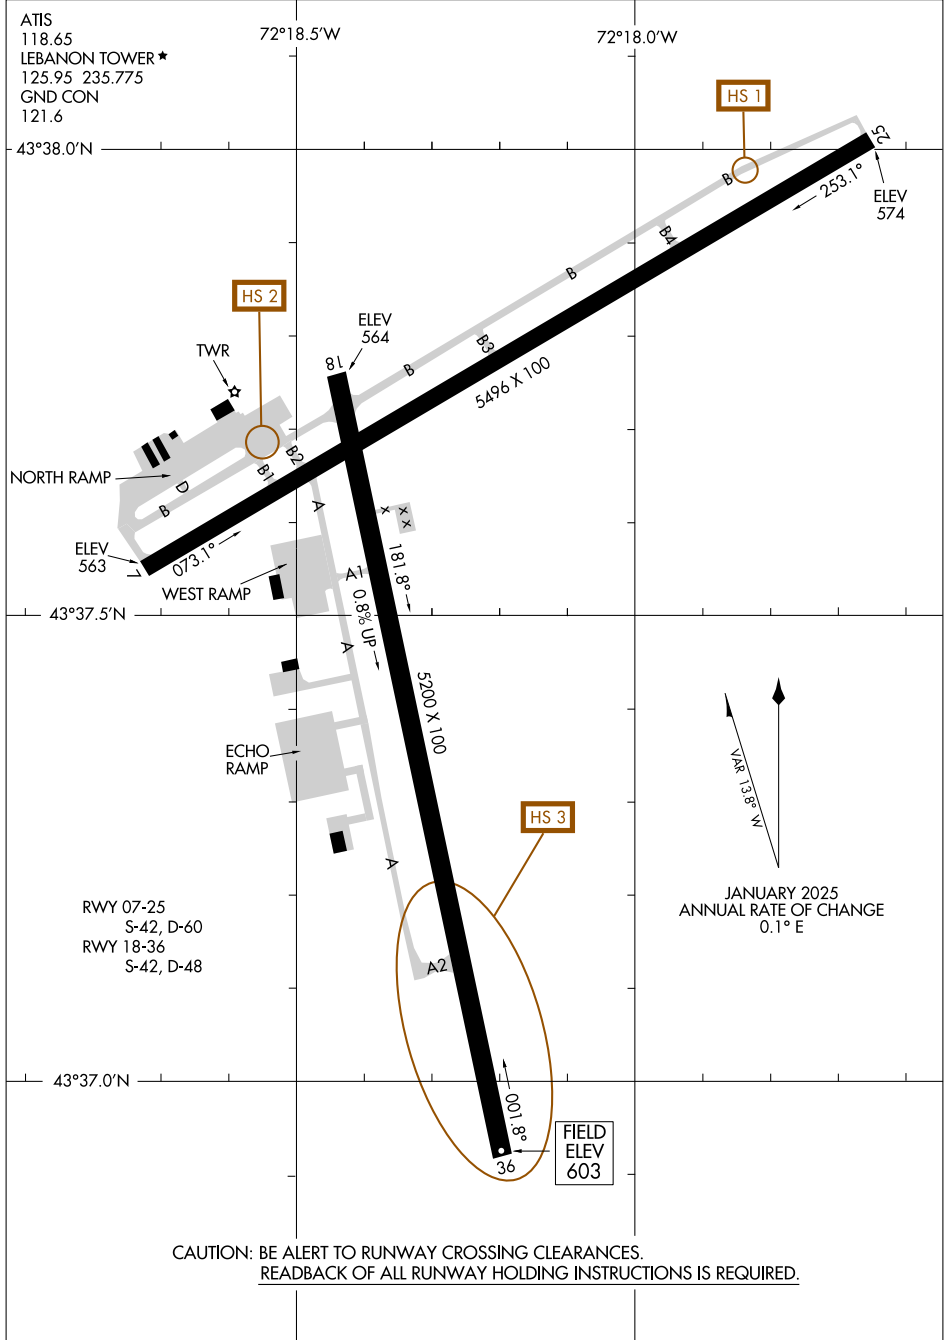 ATIS
118.65
LEBANON TOWER ★
125.95 235.775
GND CON
121.6
72°18.5'W
72°18.0'W
HS 1
43°38.0'N
25
B
253.1°
ELEV
574
B4
B
HS 2
ELEV
564
18
TWR
B3
B
5496 X 100
B2
B1
NORTH RAMP
D
B
A
X
X
X
ELEV
563
7
073.1°
181.8°
WEST RAMP
A1
0.8% UP
43°37.5'N
A
5200 X 100
ECHO
RAMP
VAR 13.8° W
HS 3
A
JANUARY 2025
ANNUAL RATE OF CHANGE
0.1° E
RWY 07-25
S-42, D-60
RWY 18-36
S-42, D-48
A2
43°37.0'N
001.8°
36
FIELD
ELEV
603
CAUTION: BE ALERT TO RUNWAY CROSSING CLEARANCES.
READBACK OF ALL RUNWAY HOLDING INSTRUCTIONS IS REQUIRED.